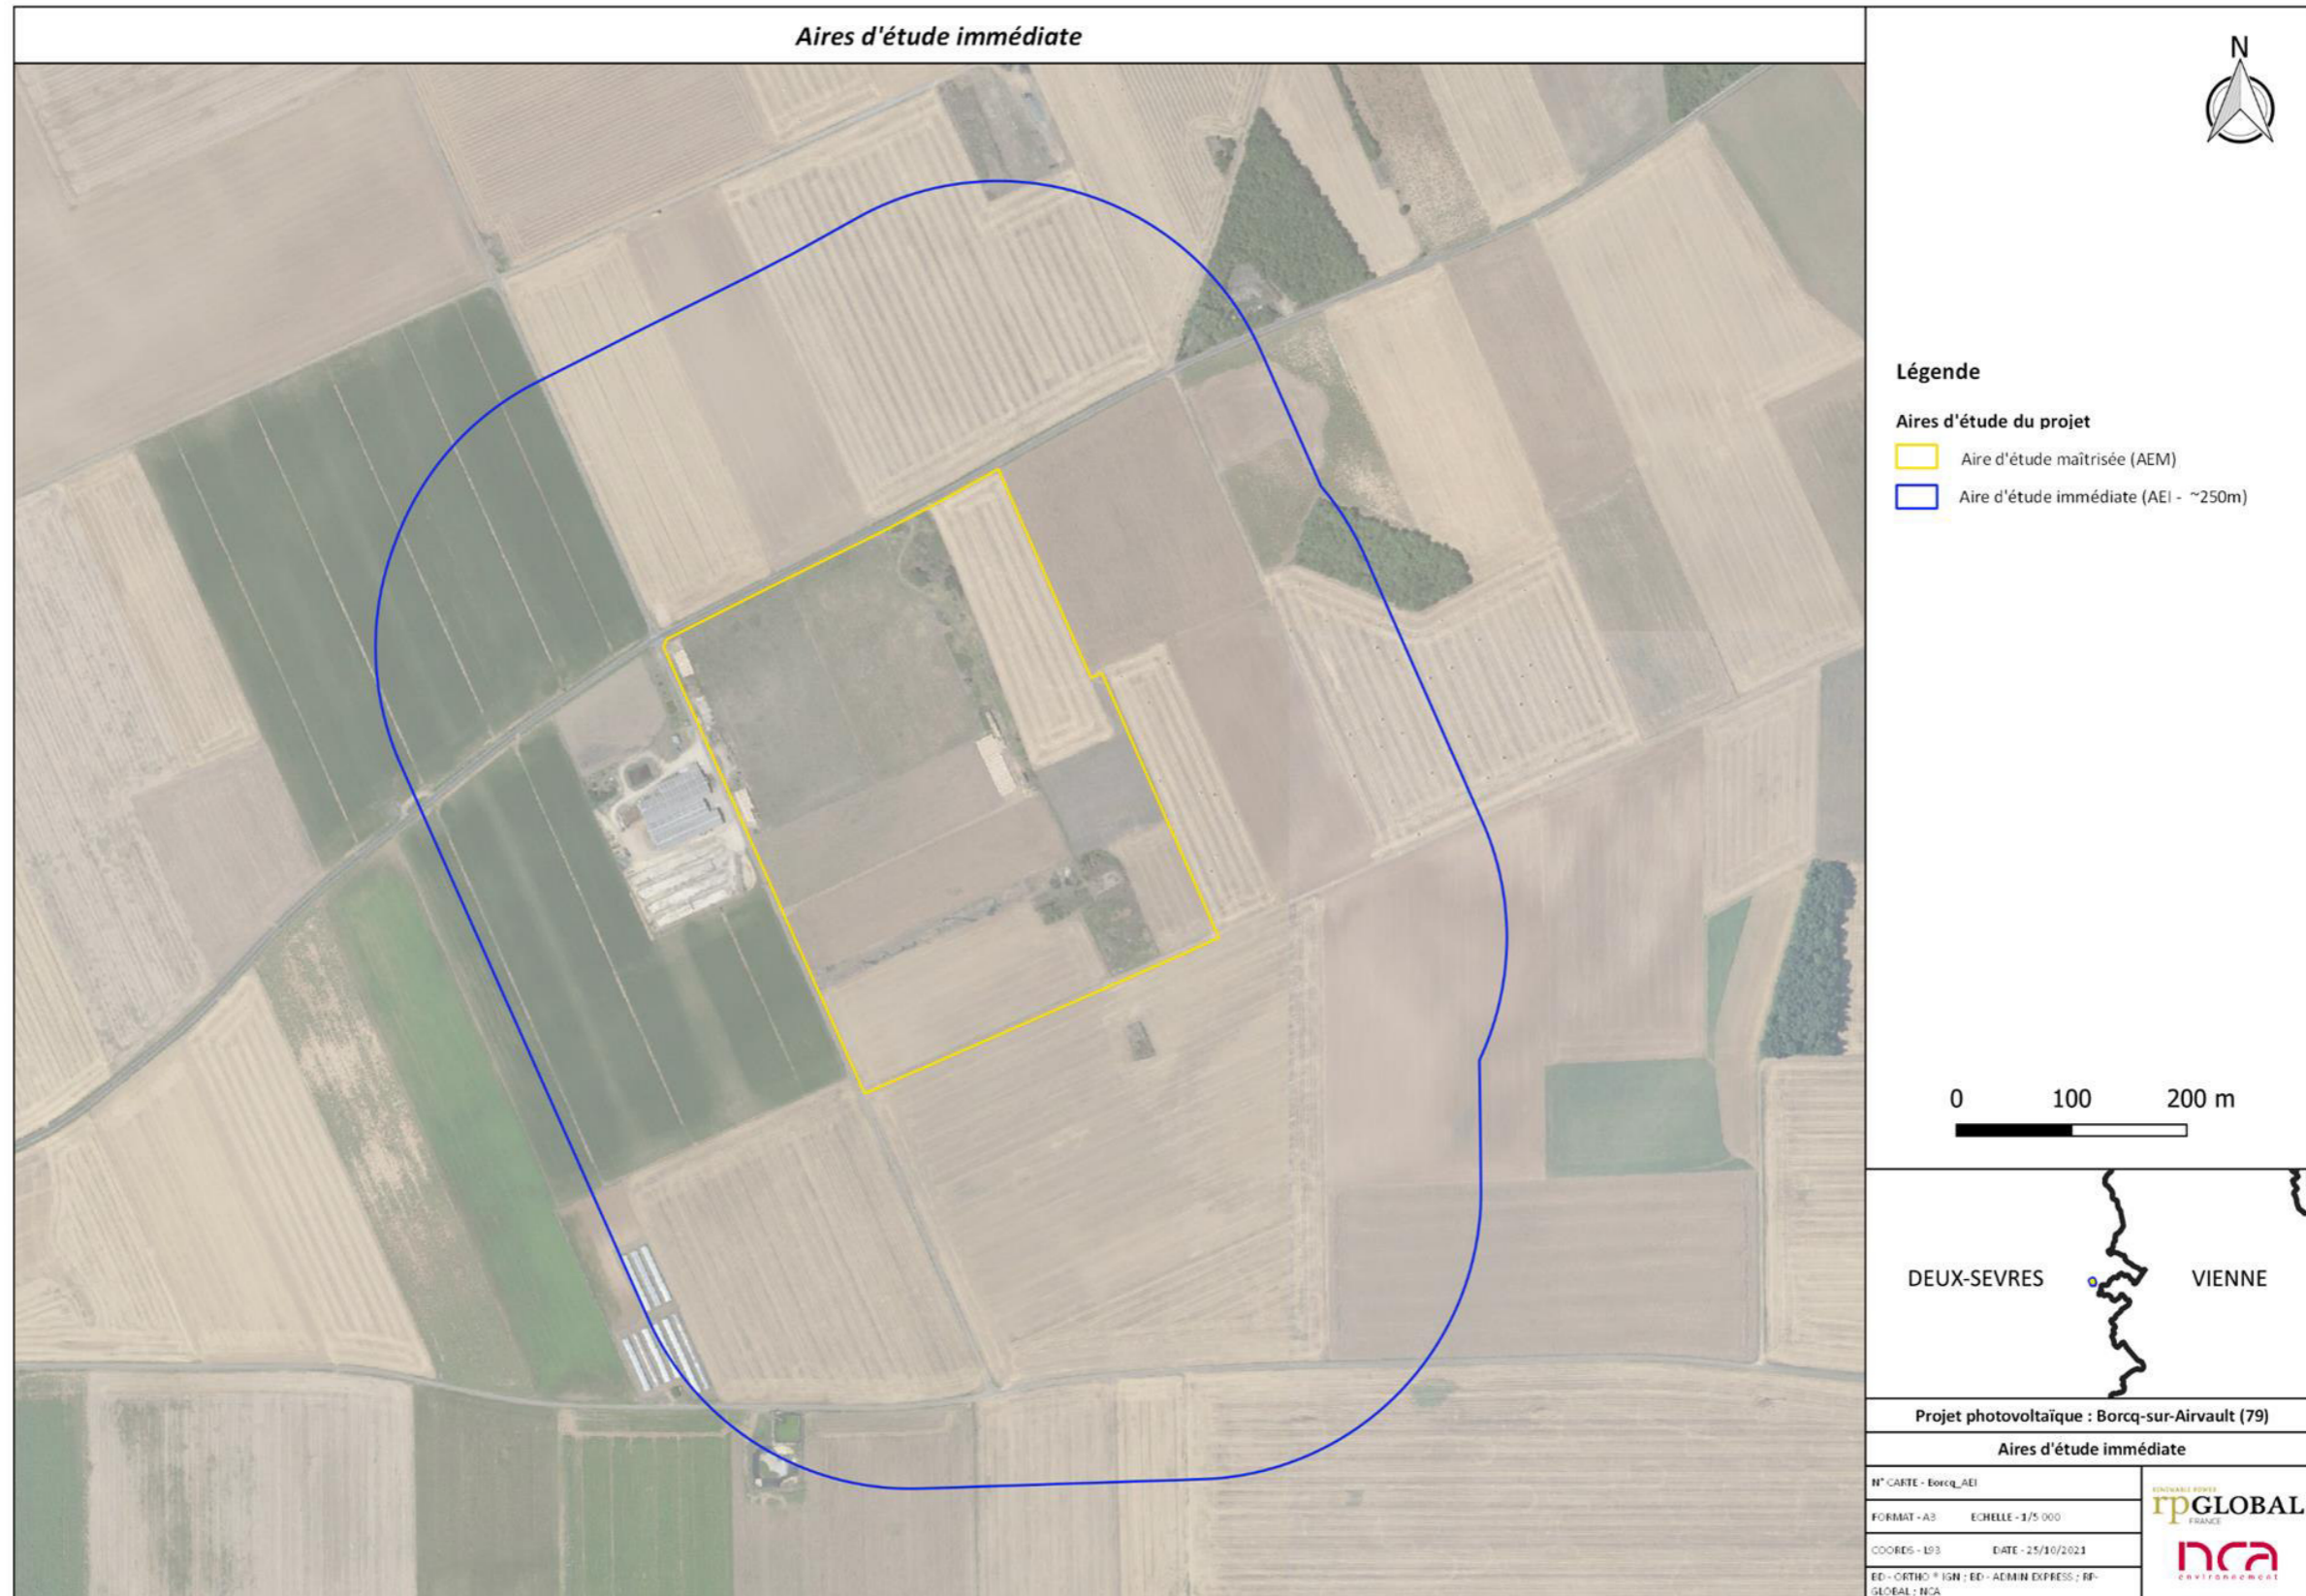 Aires d'étude immédiate
N
Légende
Aires d'étude du projet
Aire d'étude maîtrisée (AEM)
Aire d'étude immédiate (AEI - ~250m)
0 100 200 m
DEUX-SEVRES VIENNE
Projet photovoltaïque : Borcq-sur-Airvault (79)
Aires d'étude immédiate
N° CARTE - Borcq_AEI
FORMAT - A3 ECHELLE - 1/5 000
COORDS - L93 DATE - 25/10/2021
BD - ORTHO ® IGN ; BD - ADMIN EXPRESS ; RP-
GLOBAL ; NCA
RENEWABLE POWER
rpGLOBAL
FRANCE
nca
environnement